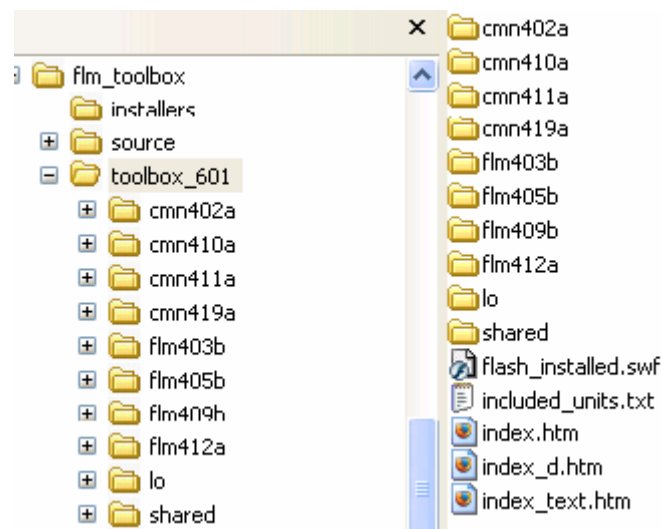 flm_toolbox
installers
source
toolbox_601
cmn402a
cmn410a
cmn411a
cmn419a
flm403b
flm405b
flm409b
flm412a
lo
shared
cmn402a
cmn410a
cmn411a
cmn419a
flm403b
flm405b
flm409b
flm412a
lo
shared
flash_installed.swf
included_units.txt
index.htm
index_d.htm
index_text.htm